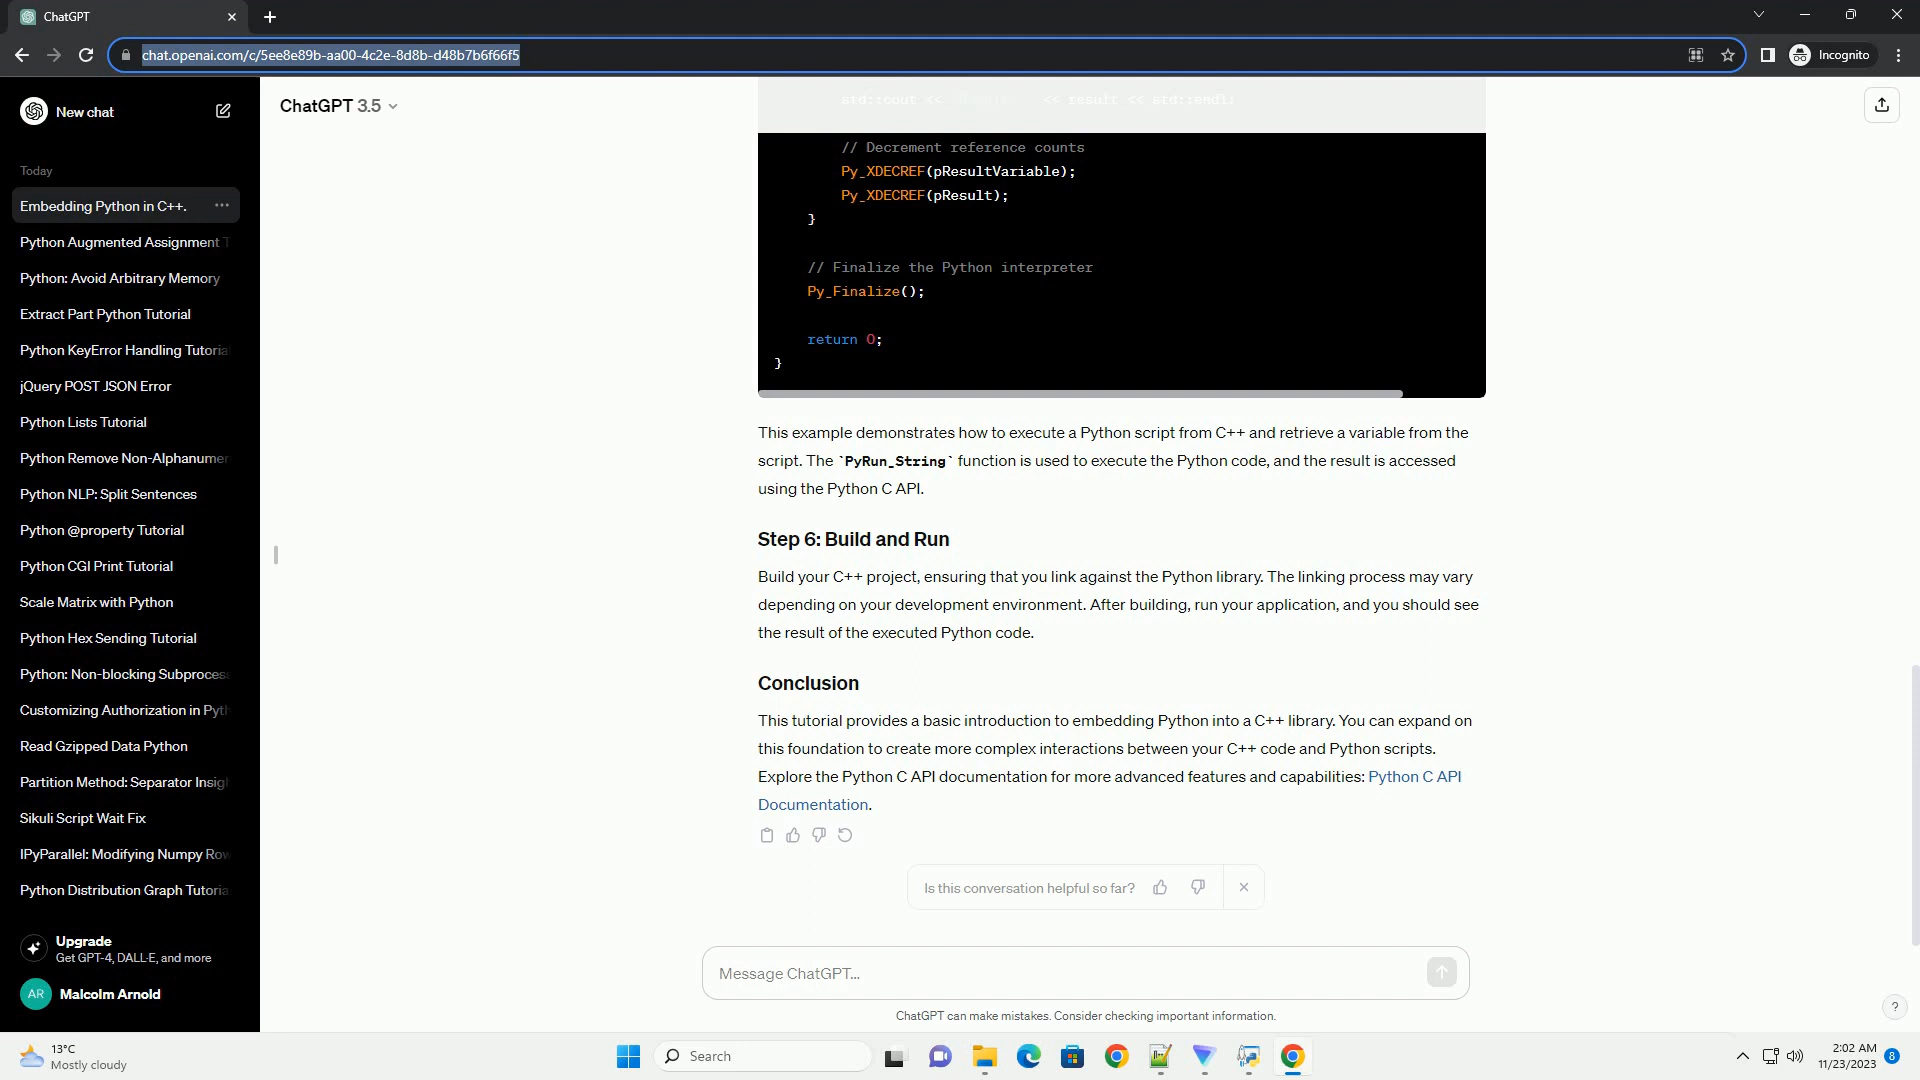 ChatGPT
chat.openai.com/c/5ee8e89b-aa00-4c2e-8d8b-d48b7b6f66f5
Incognito
New chat
ChatGPT 3.5
Today
Embedding Python in C++.
Python Augmented Assignment T
Python: Avoid Arbitrary Memory
Extract Part Python Tutorial
Python KeyError Handling Tutoria
jQuery POST JSON Error
Python Lists Tutorial
Python Remove Non-Alphanumer
Python NLP: Split Sentences
Python @property Tutorial
Python CGI Print Tutorial
Scale Matrix with Python
Python Hex Sending Tutorial
Python: Non-blocking Subprocess
Customizing Authorization in Pyth
Read Gzipped Data Python
Partition Method: Separator Insigh
Sikuli Script Wait Fix
IPyParallel: Modifying Numpy Row
Python Distribution Graph Tutoria
Upgrade
Get GPT-4, DALL·E, and more
AR
Malcolm Arnold
std::cout << << result << std::endl;
// Decrement reference counts
Py_XDECREF(pResultVariable);
Py_XDECREF(pResult);
}
// Finalize the Python interpreter
Py_Finalize();
return 0;
}
This example demonstrates how to execute a Python script from C++ and retrieve a variable from the
script. The `PyRun_String` function is used to execute the Python code, and the result is accessed
using the Python C API.
Step 6: Build and Run
Build your C++ project, ensuring that you link against the Python library. The linking process may vary
depending on your development environment. After building, run your application, and you should see
the result of the executed Python code.
Conclusion
This tutorial provides a basic introduction to embedding Python into a C++ library. You can expand on
this foundation to create more complex interactions between your C++ code and Python scripts.
Explore the Python C API documentation for more advanced features and capabilities: Python C API
Documentation.
Is this conversation helpful so far?
Message ChatGPT...
ChatGPT can make mistakes. Consider checking important information.
?
13°C
Mostly cloudy
Search
2:02 AM
11/23/2023
8